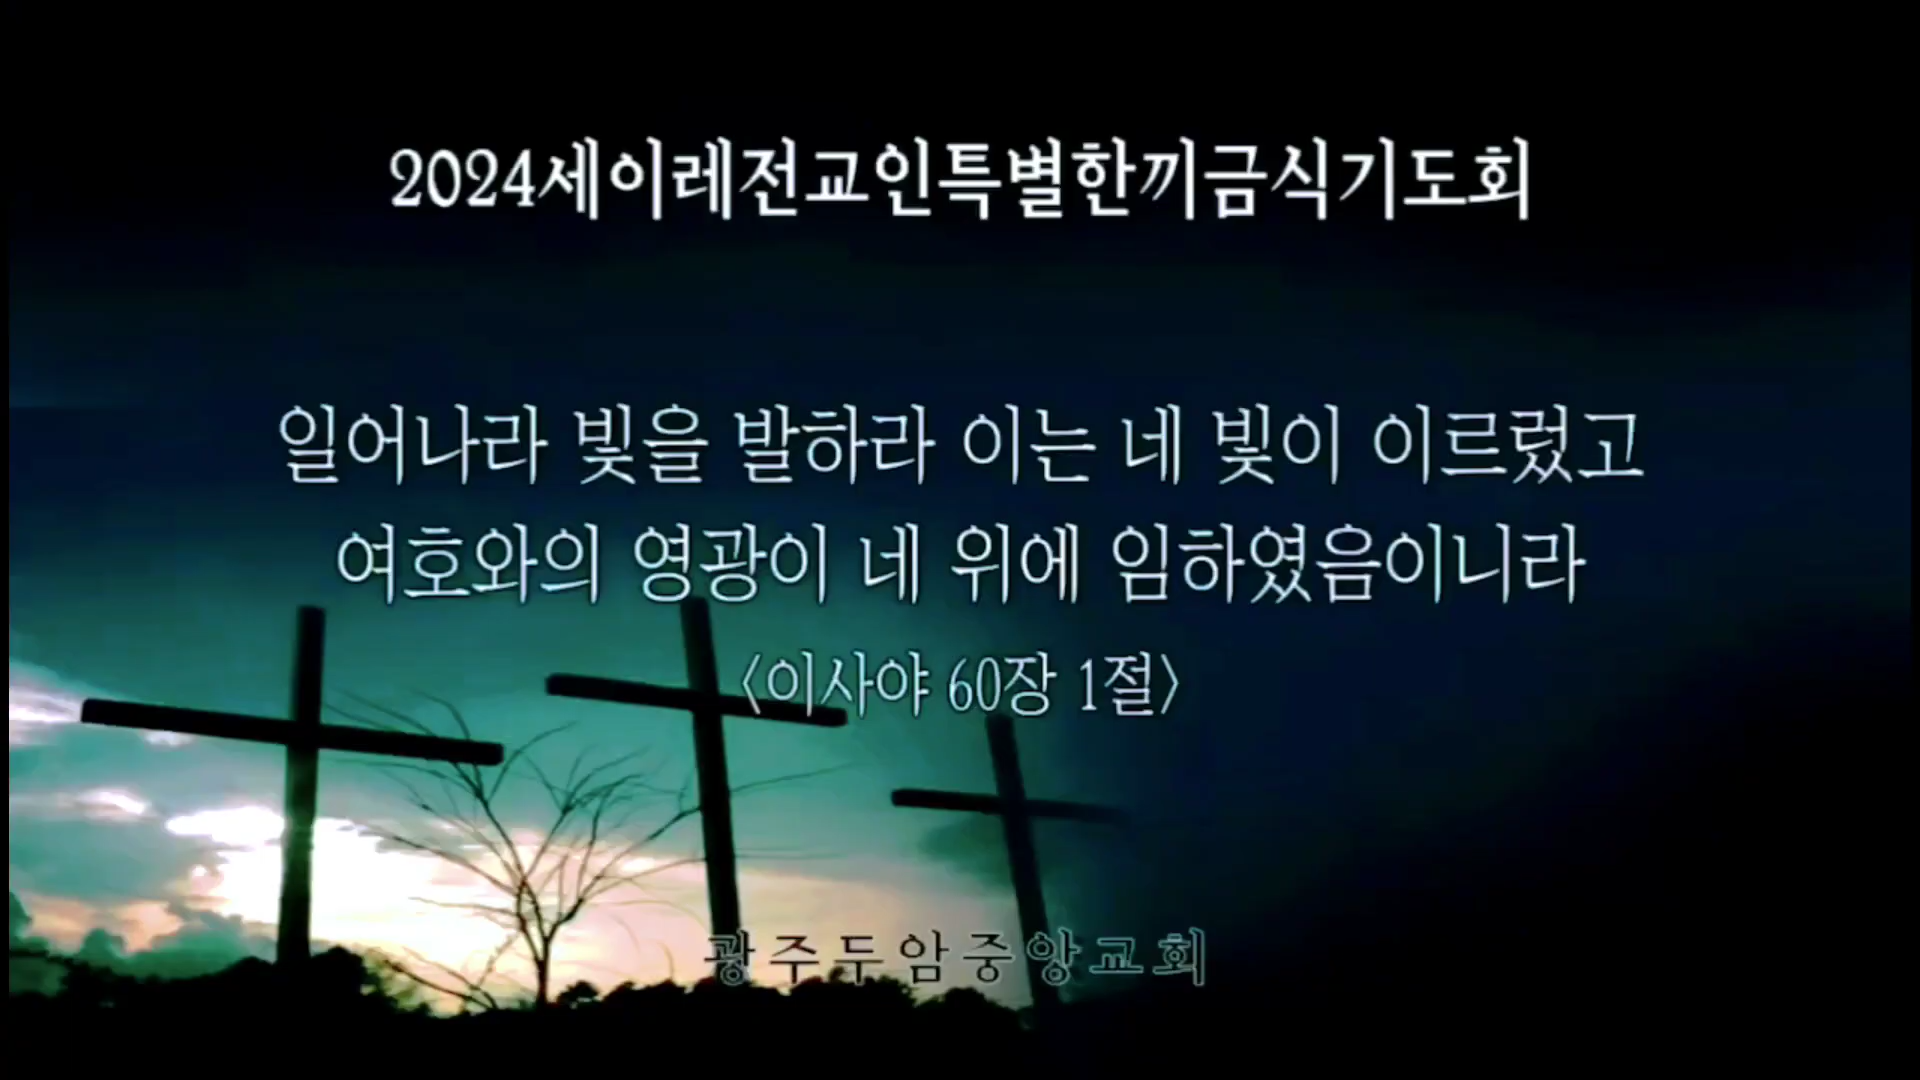 2024세이레전교인특별한끼금식기도회
일어나라 빛을 발하라 이는 네 빛이 이르렀고
여호와의 영광이 네 위에 임하였음이니라
<이사야 60장 1절>
광주두암중앙교회